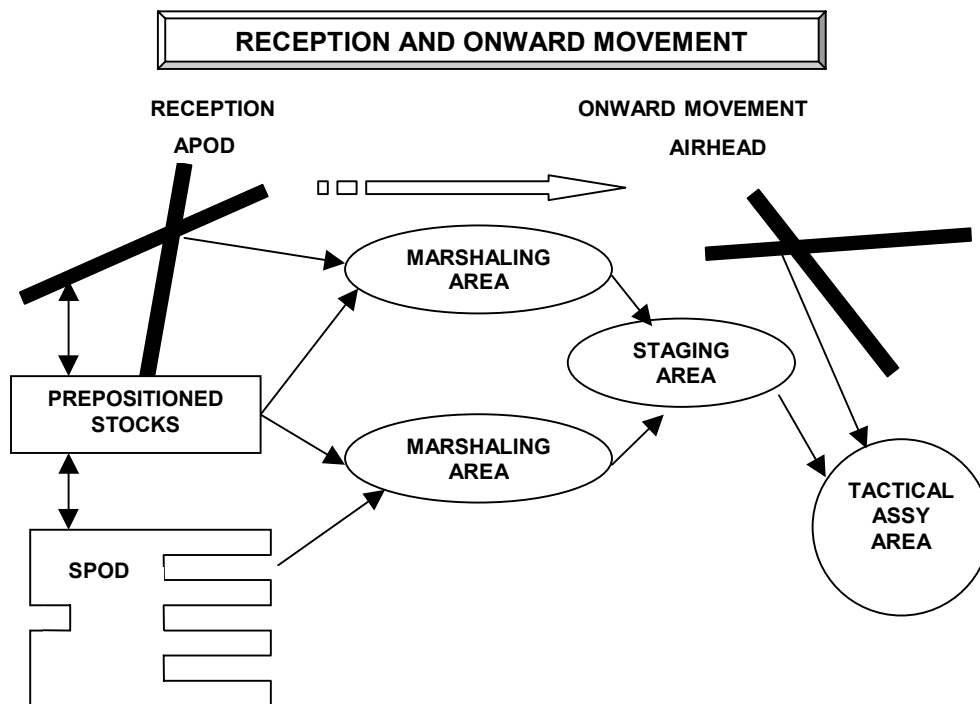 RECEPTION AND ONWARD MOVEMENT
RECEPTION
APOD
ONWARD MOVEMENT
AIRHEAD
MARSHALING
AREA
STAGING
AREA
PREPOSITIONED
STOCKS
MARSHALING
AREA
TACTICAL
ASSY
AREA
SPOD